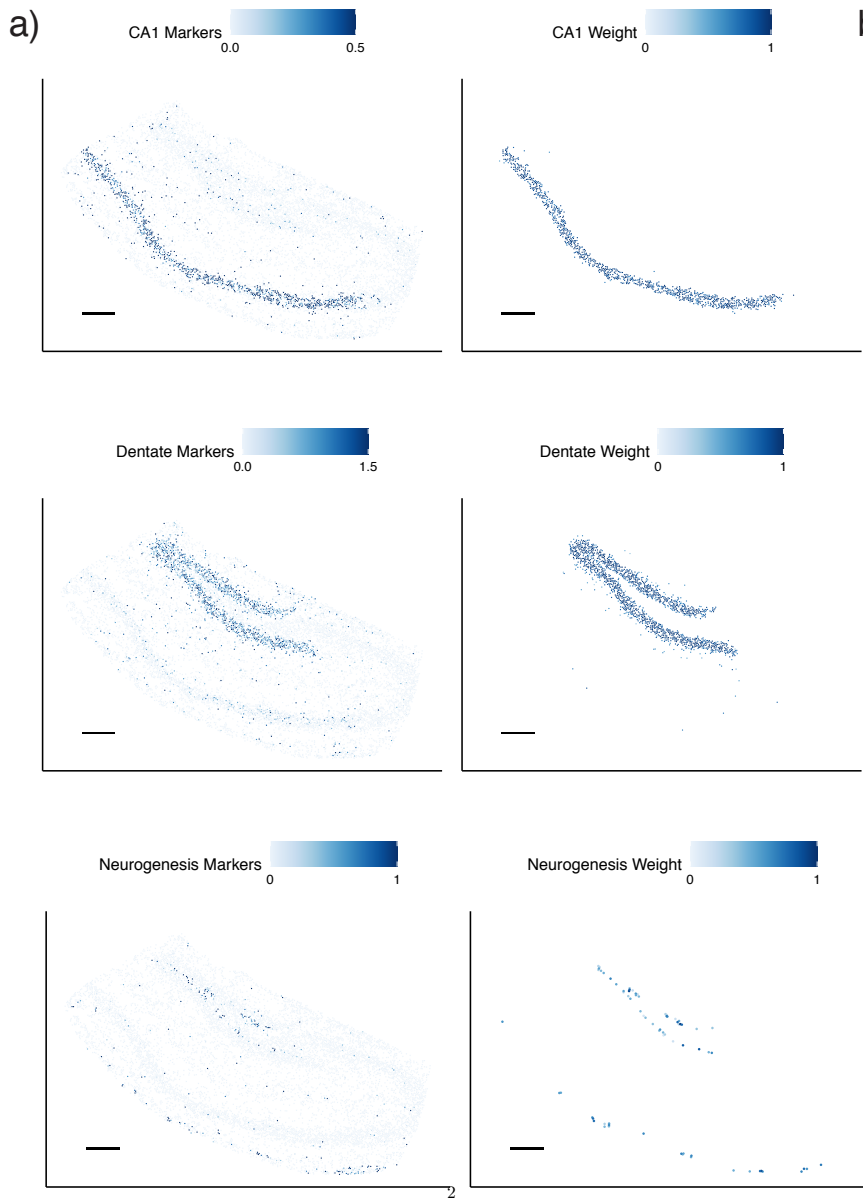 a)
CA1 Markers
0.0 0.5
CA1 Weight
0 1
Dentate Markers
0.0 1.5
Dentate Weight
0 1
Neurogenesis Markers
0 1
Neurogenesis Weight
0 1
2